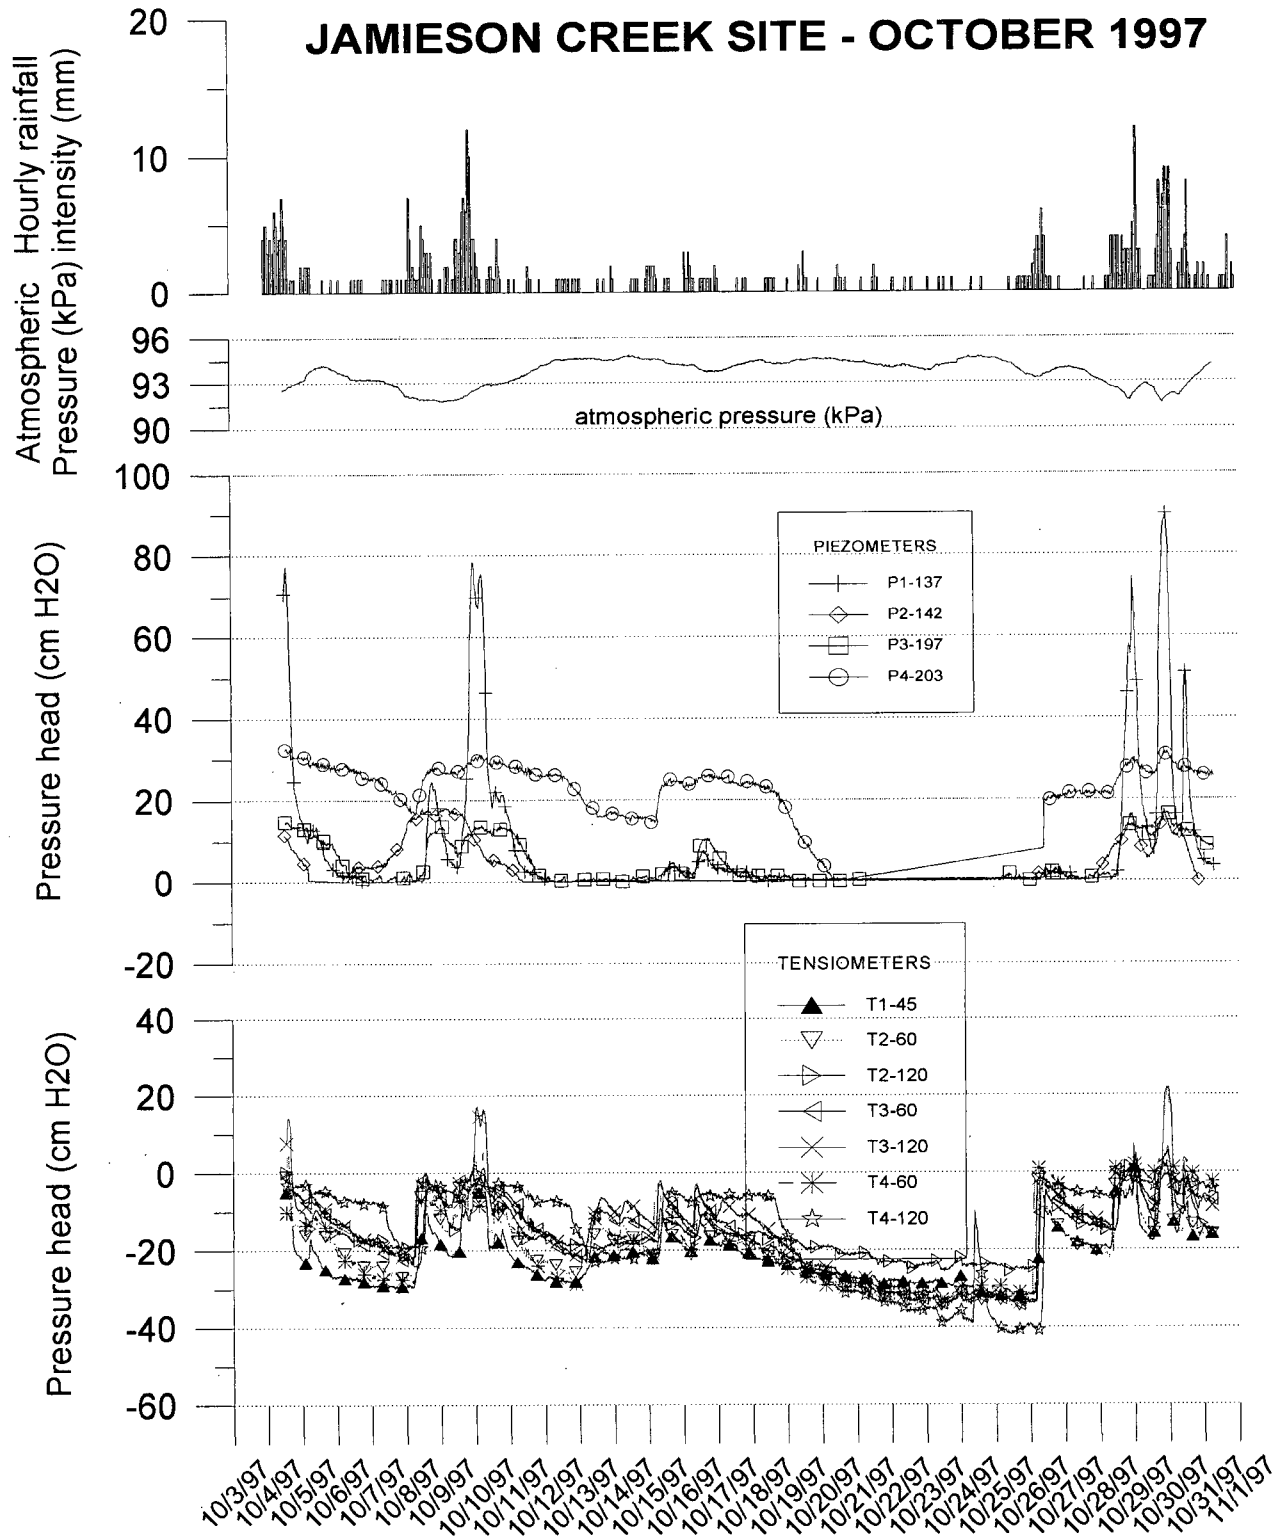 JAMIESON CREEK SITE - OCTOBER 1997
Hourly rainfall
intensity (mm)
20
10
0
Atmospheric
Pressure (kPa)
96
93
90
atmospheric pressure (kPa)
Pressure head (cm H2O)
100
80
60
40
20
0
-20
PIEZOMETERS
P1-137
P2-142
P3-197
P4-203
Pressure head (cm H2O)
40
20
0
-20
-40
-60
TENSIOMETERS
T1-45
T2-60
T2-120
T3-60
T3-120
T4-60
T4-120
10/3/97
10/4/97
10/5/97
10/6/97
10/7/97
10/8/97
10/9/97
10/10/97
10/11/97
10/12/97
10/13/97
10/14/97
10/15/97
10/16/97
10/17/97
10/18/97
10/19/97
10/20/97
10/21/97
10/22/97
10/23/97
10/24/97
10/25/97
10/26/97
10/27/97
10/28/97
10/29/97
10/30/97
10/31/97
11/1/97